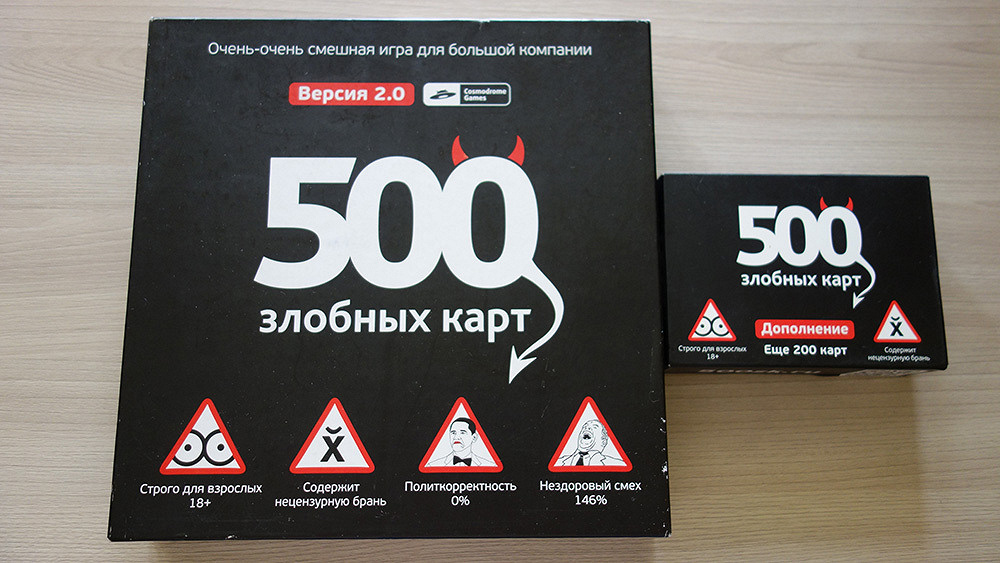 Очень-очень смешная игра для большой компании
Версия 2.0
Cosmodrome
Games
500
злобных карт
x̆
Строго для взрослых
18+
Содержит
нецензурную брань
Политкорректность
0%
Нездоровый смех
146%
500
злобных карт
Дополнение
Еще 200 карт
x̆
Строго для взрослых
18+
Содержит
нецензурную брань